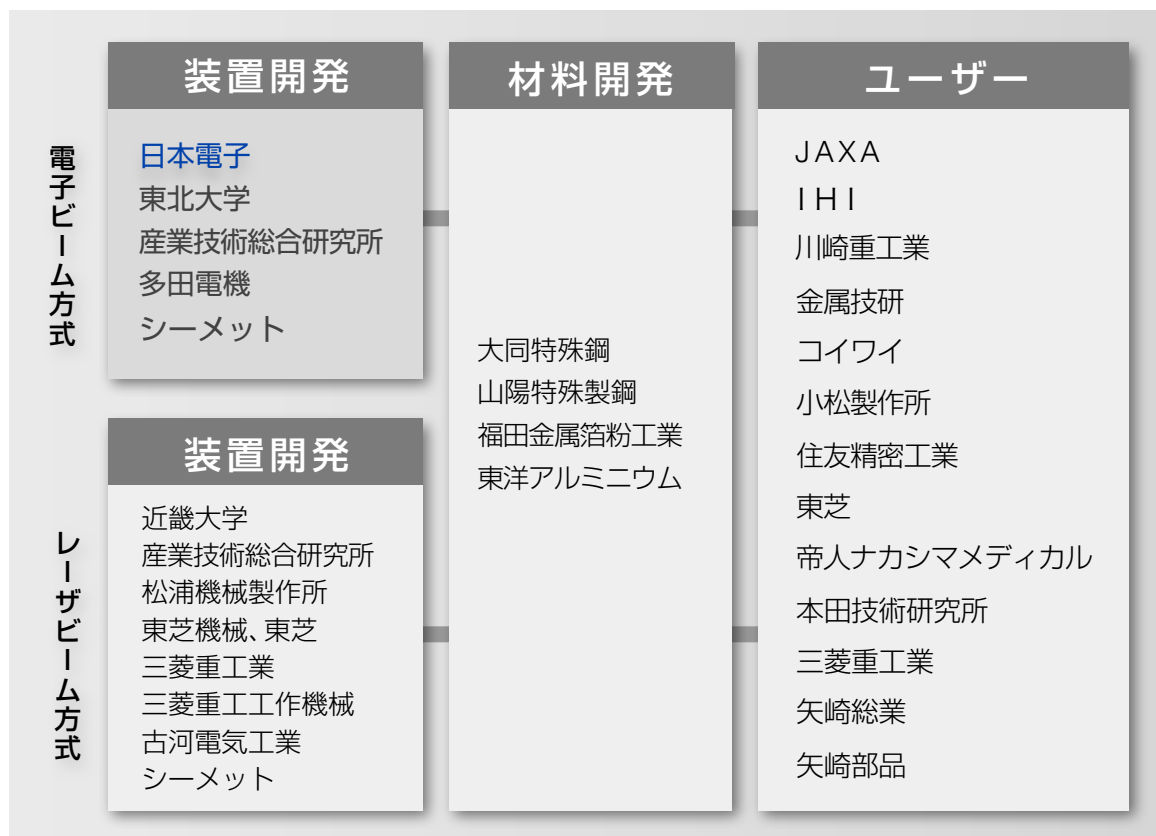 電子ビーム方式
装置開発
日本電子
東北大学
産業技術総合研究所
多田電機
シーメット
レーザビーム方式
装置開発
近畿大学
産業技術総合研究所
松浦機械製作所
東芝機械、東芝
三菱重工業
三菱重工工作機械
古河電気工業
シーメット
材料開発
大同特殊鋼
山陽特殊製鋼
福田金属箔粉工業
東洋アルミニウム
ユーザー
JAXA
IHI
川崎重工業
金属技研
コイワイ
小松製作所
住友精密工業
東芝
帝人ナカシマメディカル
本田技術研究所
三菱重工業
矢崎総業
矢崎部品